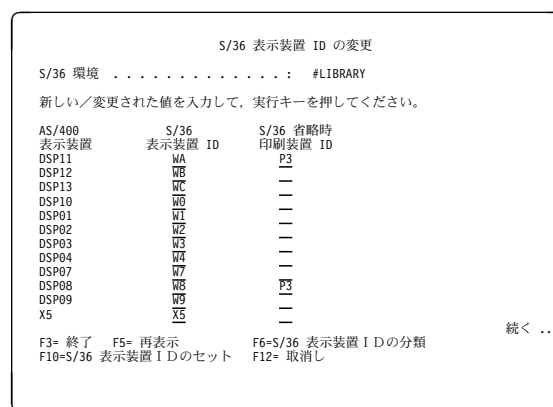 S/36 表示装置 ID の変更
S/36 環境 . . . . . . . . . . . . . . : #LIBRARY
新しい／変更された値を入力して，実行キーを押してください。
AS/400 S/36 S/36 省略時
表示装置 表示装置 ID 印刷装置 ID
DSP11 WA P3
DSP12 WB
DSP13 WC
DSP10 W0
DSP01 W1
DSP02 W2
DSP03 W3
DSP04 W4
DSP07 W7
DSP08 W8 P3
DSP09 W9
X5 X5
続く ..
F3= 終了 F5= 再表示 F6=S/36 表示装置ＩＤの分類
F10=S/36 表示装置ＩＤのセット F12= 取消し